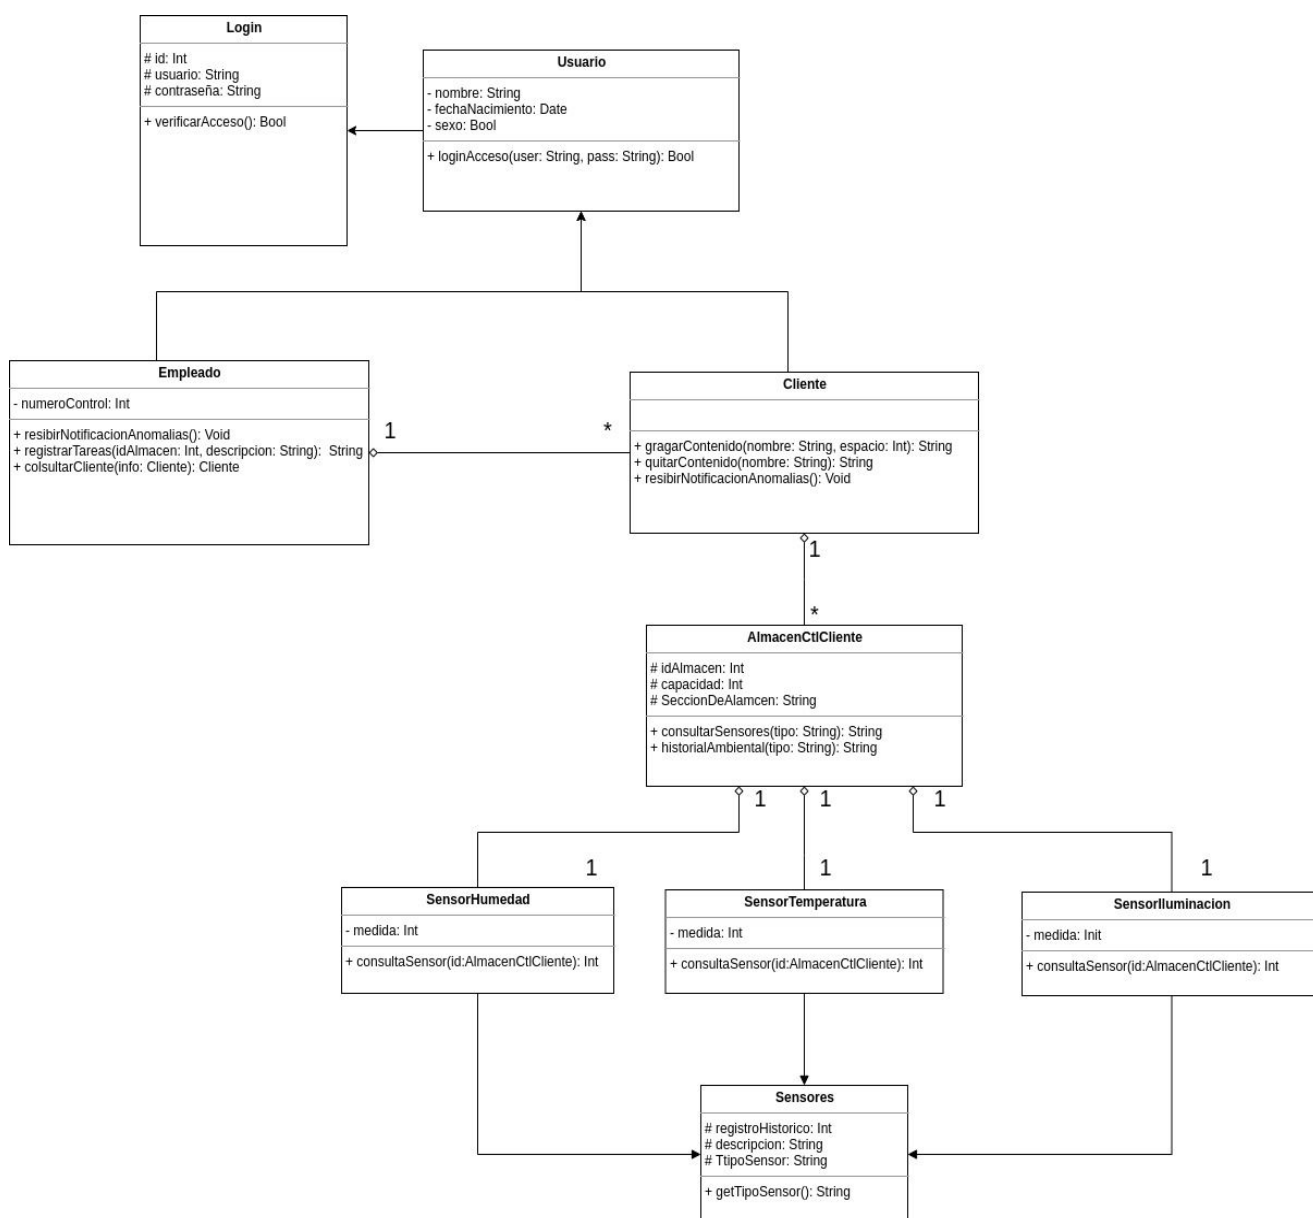 Login
# id: Int
# usuario: String
# contraseña: String
+ verificarAcceso(): Bool
Usuario
- nombre: String
- fechaNacimiento: Date
- sexo: Bool
+ loginAcceso(user: String, pass: String): Bool
Empleado
- numeroControl: Int
+ resibirNotificacionAnomalias(): Void
+ registrarTareas(idAlmacen: Int, descripcion: String): String
+ colsultarCliente(info: Cliente): Cliente
1
*
Cliente
+ gragarContenido(nombre: String, espacio: Int): String
+ quitarContenido(nombre: String): String
+ resibirNotificacionAnomalias(): Void
1
*
AlmacenCtlCliente
# idAlmacen: Int
# capacidad: Int
# SeccionDeAlamcen: String
+ consultarSensores(tipo: String): String
+ historialAmbiental(tipo: String): String
1
1
1
1
1
1
SensorHumedad
- medida: Int
+ consultaSensor(id:AlmacenCtlCliente): Int
SensorTemperatura
- medida: Int
+ consultaSensor(id:AlmacenCtlCliente): Int
SensorIluminacion
- medida: Init
+ consultaSensor(id:AlmacenCtlCliente): Int
Sensores
# registroHistorico: Int
# descripcion: String
# TtipoSensor: String
+ getTipoSensor(): String